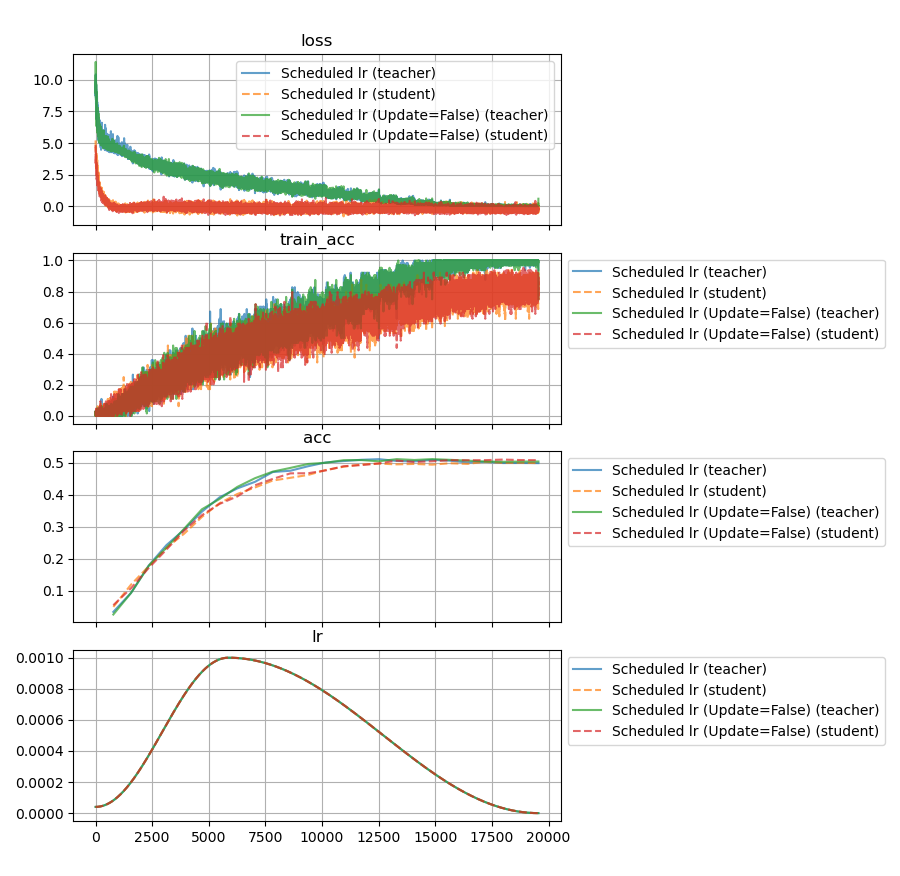 loss
10.0
7.5
5.0
2.5
0.0
Scheduled lr (teacher)
Scheduled lr (student)
Scheduled lr (Update=False) (teacher)
Scheduled lr (Update=False) (student)
train_acc
1.0
0.8
0.6
0.4
0.2
0.0
Scheduled lr (teacher)
Scheduled lr (student)
Scheduled lr (Update=False) (teacher)
Scheduled lr (Update=False) (student)
acc
0.5
0.4
0.3
0.2
0.1
Scheduled lr (teacher)
Scheduled lr (student)
Scheduled lr (Update=False) (teacher)
Scheduled lr (Update=False) (student)
lr
0.0010
0.0008
0.0006
0.0004
0.0002
0.0000
Scheduled lr (teacher)
Scheduled lr (student)
Scheduled lr (Update=False) (teacher)
Scheduled lr (Update=False) (student)
0 2500 5000 7500 10000 12500 15000 17500 20000